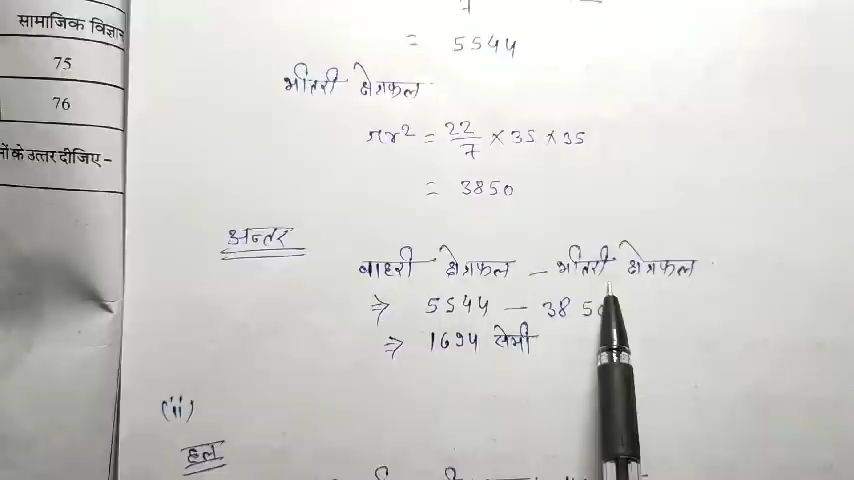 सामाजिक विज्ञान
75
76
नों के उत्तर दीजिए -
= 5544
भीतरी क्षेत्रफल
πr² = 22/7 × 35 × 35
= 3850
अन्तर
बाहरी क्षेत्रफल - भीतरी क्षेत्रफल
⇒ 5544 - 3850
⇒ 1694 सेमी
(ii)
हल